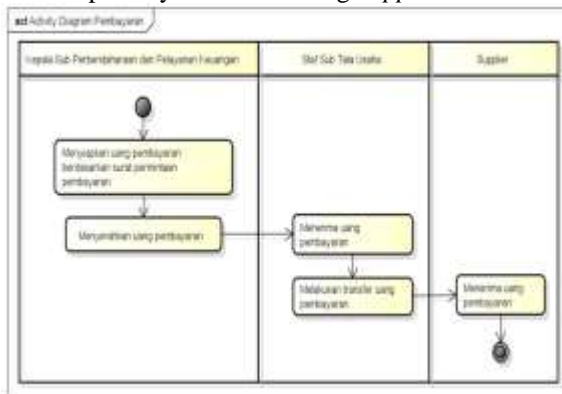 act Activity Diagram Pembayaran
Kepala Sub Perbendaharaan dan Pelayanan Keuangan
Staf Sub Tata Usaha
Supplier
Menyiapkan uang pembayaran
berdasarkan surat permintaan
pembayaran
Menyerahkan uang pembayaran
Menerima uang
pembayaran
Melakukan transfer uang
pembayaran
Menerima uang
pembayaran